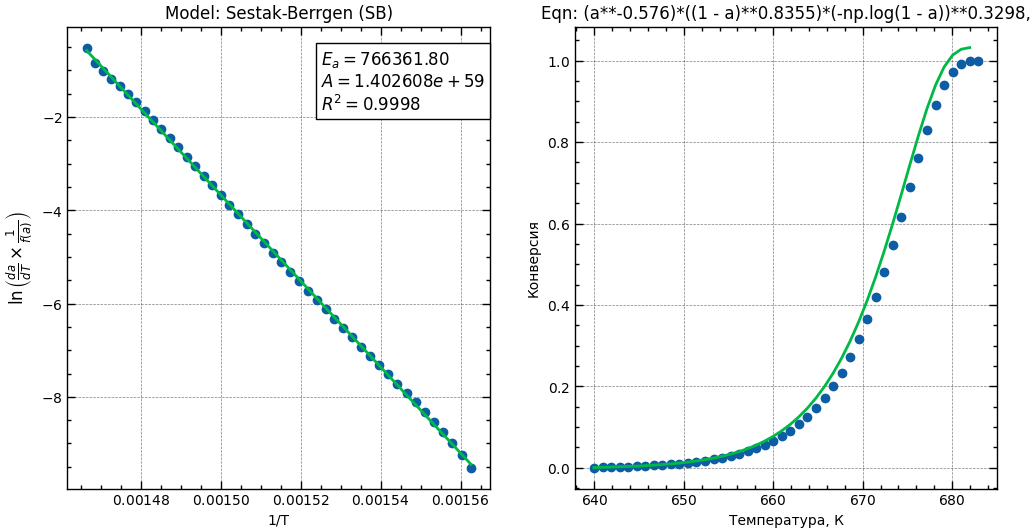 Model: Sestak-Berrgen (SB)
E_a = 766361.80
A = 1.402608e + 59
R^2 = 0.9998
−2
−4
−6
−8
0.00148 0.00150 0.00152 0.00154 0.00156
1/T
ln (da/dT × 1/f(a))
Eqn: (a**-0.576)*((1 - a)**0.8355)*(-np.log(1 - a))**0.3298,
1.0
0.8
0.6
0.4
0.2
0.0
640 650 660 670 680
Температура, К
Конверсия